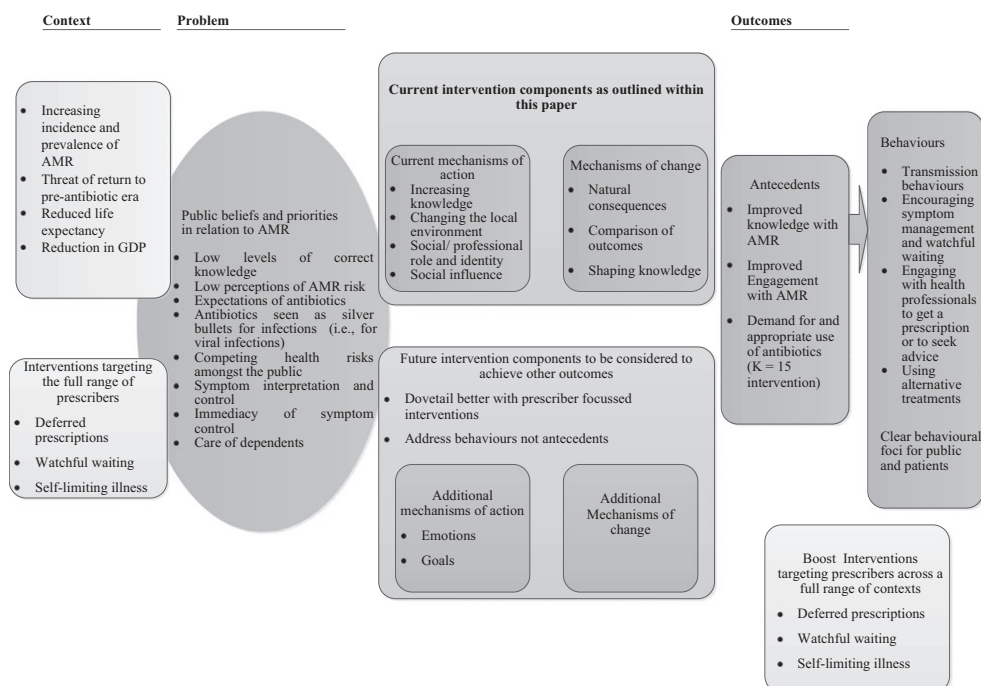 Context
Problem
Outcomes
• Increasing
incidence and
prevalence of
AMR
• Threat of return to
pre-antibiotic era
• Reduced life
expectancy
• Reduction in GDP
Interventions targeting
the full range of
prescribers
• Deferred
prescriptions
• Watchful waiting
• Self-limiting illness
Public beliefs and priorities
in relation to AMR
• Low levels of correct
knowledge
• Low perceptions of AMR risk
• Expectations of antibiotics
• Antibiotics seen as silver
bullets for infections (i.e., for
viral infections)
• Competing health risks
amongst the public
• Symptom interpretation and
control
• Immediacy of symptom
control
• Care of dependents
Current intervention components as outlined within
this paper
Current mechanisms of
action
• Increasing
knowledge
• Changing the local
environment
• Social/ professional
role and identity
• Social influence
Mechanisms of change
• Natural
consequences
• Comparison of
outcomes
• Shaping knowledge
Future intervention components to be considered to
achieve other outcomes
• Dovetail better with prescriber focussed
interventions
• Address behaviours not antecedents
Additional
mechanisms of action
• Emotions
• Goals
Additional
Mechanisms of
change
Antecedents
• Improved
knowledge with
AMR
• Improved
Engagement with
AMR
• Demand for and
appropriate use
of antibiotics
(K = 15
intervention)
Behaviours
• Transmission
behaviours
• Encouraging
symptom
management
and watchful
waiting
• Engaging
with health
professionals
to get a
prescription
or to seek
advice
• Using
alternative
treatments
Clear behavioural
foci for public
and patients
Boost Interventions
targeting prescribers across a
full range of contexts
• Deferred prescriptions
• Watchful waiting
• Self-limiting illness